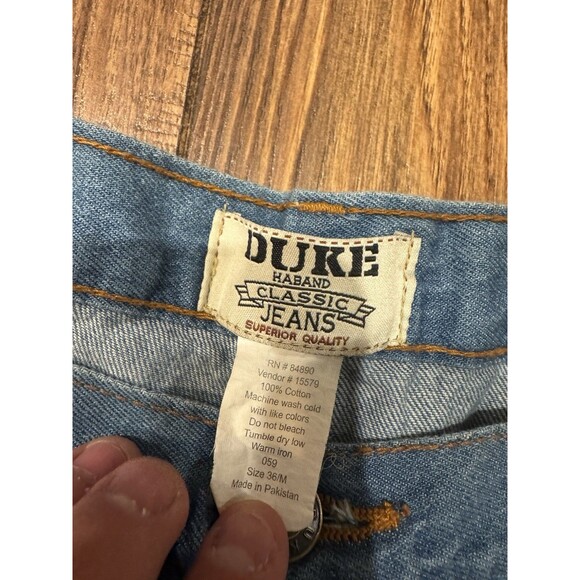 DUKE
HABAND
CLASSIC
JEANS
SUPERIOR QUALITY
RN # 84890
Vendor # 15579
100% Cotton
Machine wash cold
with like colors
Do not bleach
Tumble dry low
Warm iron
059
Size 36/M
Made in Pakistan